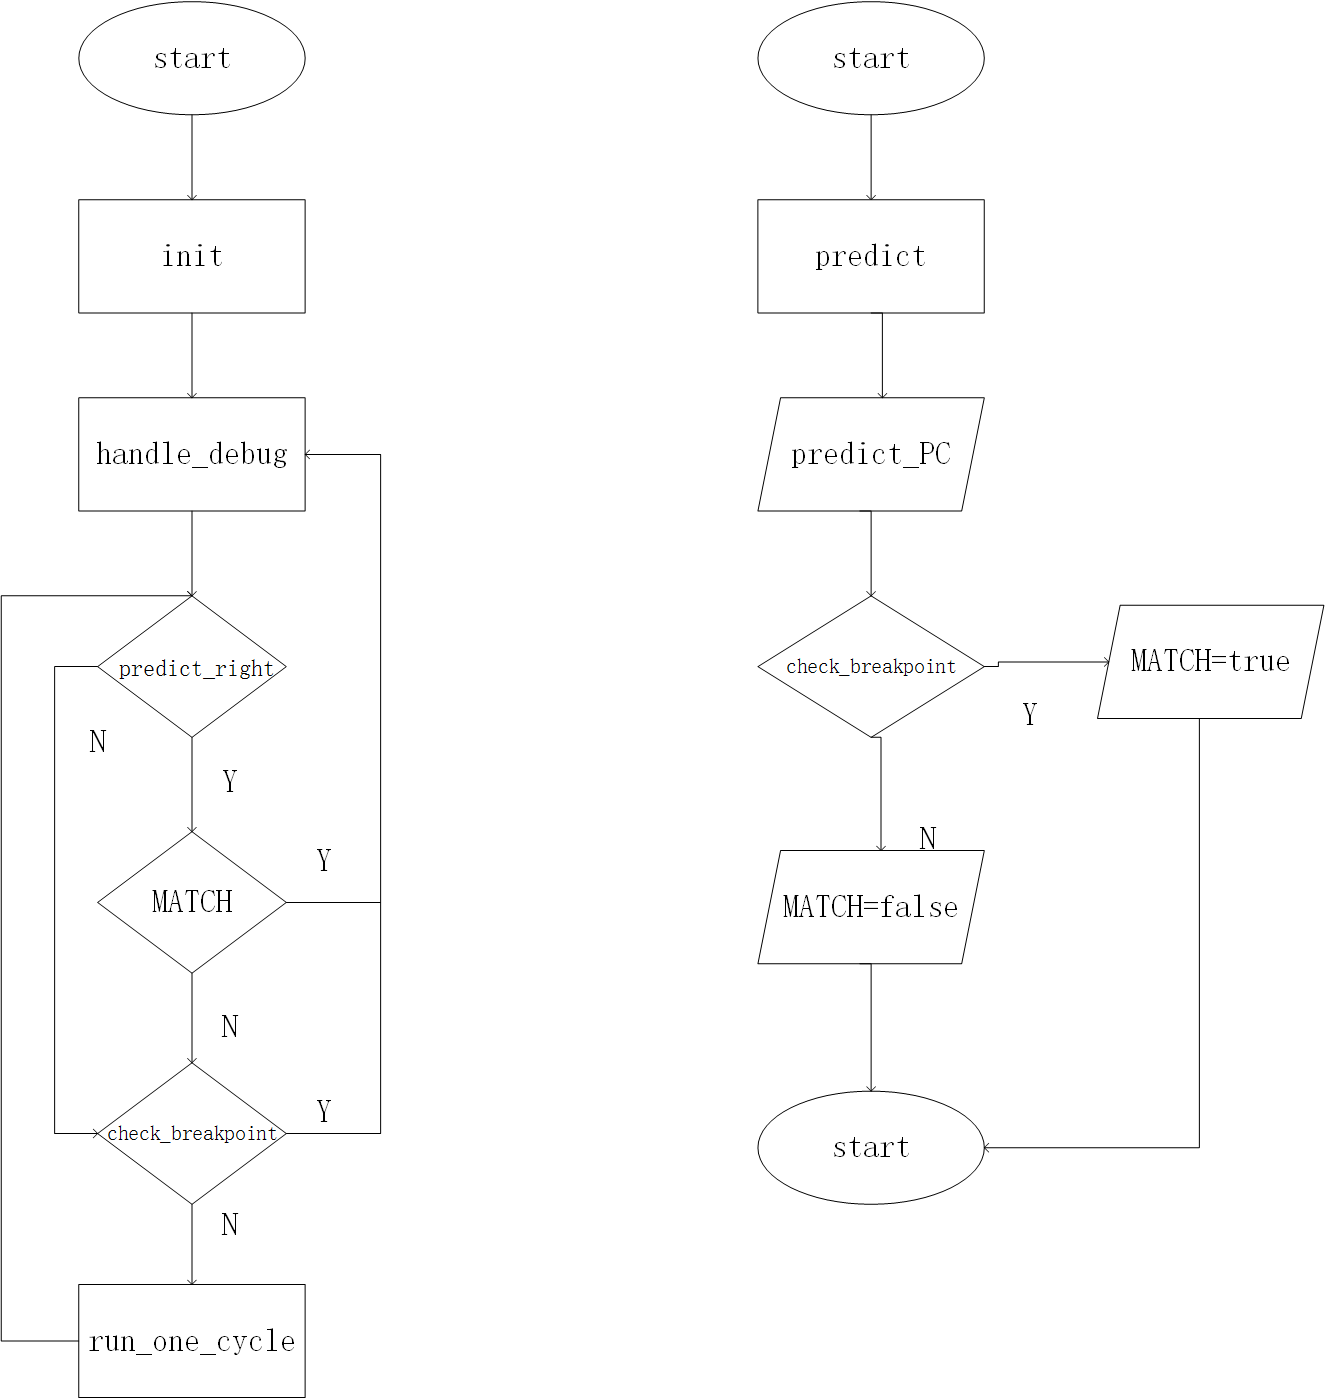 start
init
handle_debug
predict_right
N
Y
MATCH
Y
N
check_breakpoint
Y
N
run_one_cycle
start
predict
predict_PC
check_breakpoint
Y
MATCH=true
N
MATCH=false
start